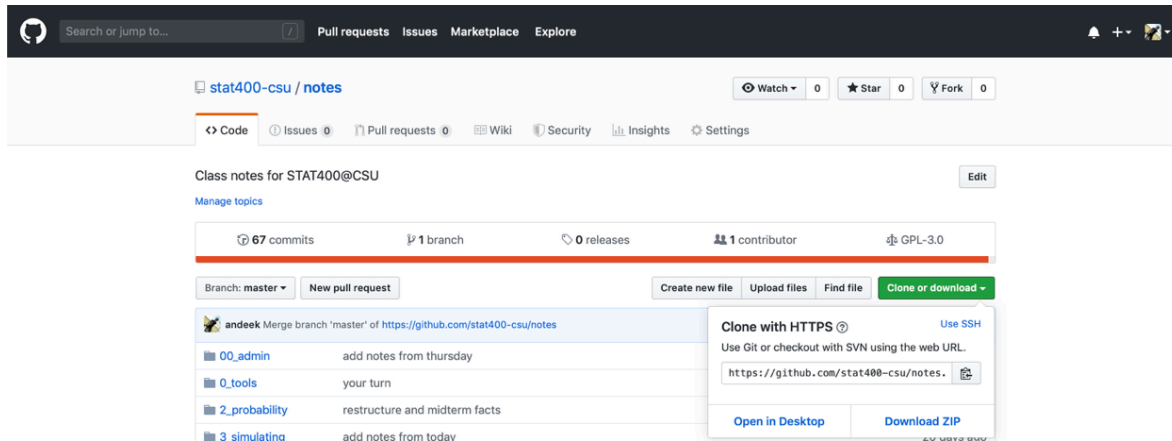 Search or jump to... / Pull requests Issues Marketplace Explore
stat400-csu / notes Watch 0 Star 0 Fork 0
Code Issues 0 Pull requests 0 Wiki Security Insights Settings
Class notes for STAT400@CSU Edit
Manage topics
67 commits 1 branch 0 releases 1 contributor GPL-3.0
Branch: master New pull request Create new file Upload files Find file Clone or download
andeek Merge branch 'master' of https://github.com/stat400-csu/notes
Clone with HTTPS Use SSH
Use Git or checkout with SVN using the web URL.
https://github.com/stat400-csu/notes.
Open in Desktop Download ZIP
00_admin add notes from thursday
0_tools your turn
2_probability restructure and midterm facts
3_simulating add notes from today 20 days ago